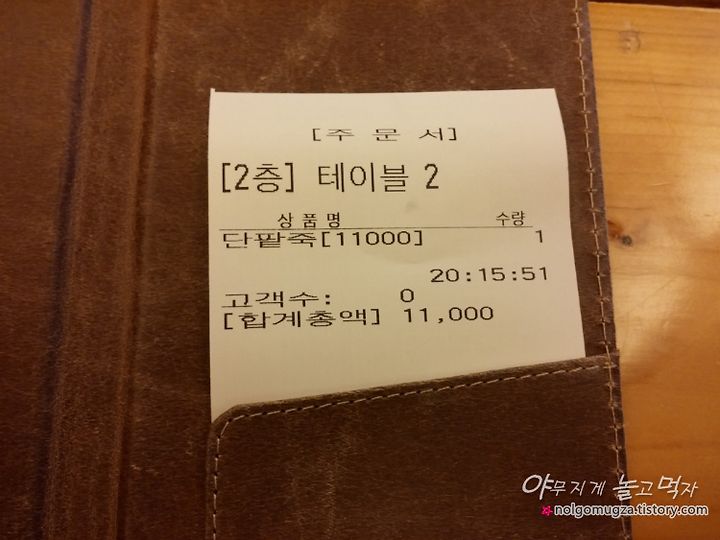 [주 문 서]
[2층] 테이블 2
상 품 명 수량
단팥죽[11000] 1
20:15:51
고객수: 0
[합계총액] 11,000
야무지게 놀고먹자
nolgomugza.tistory.com